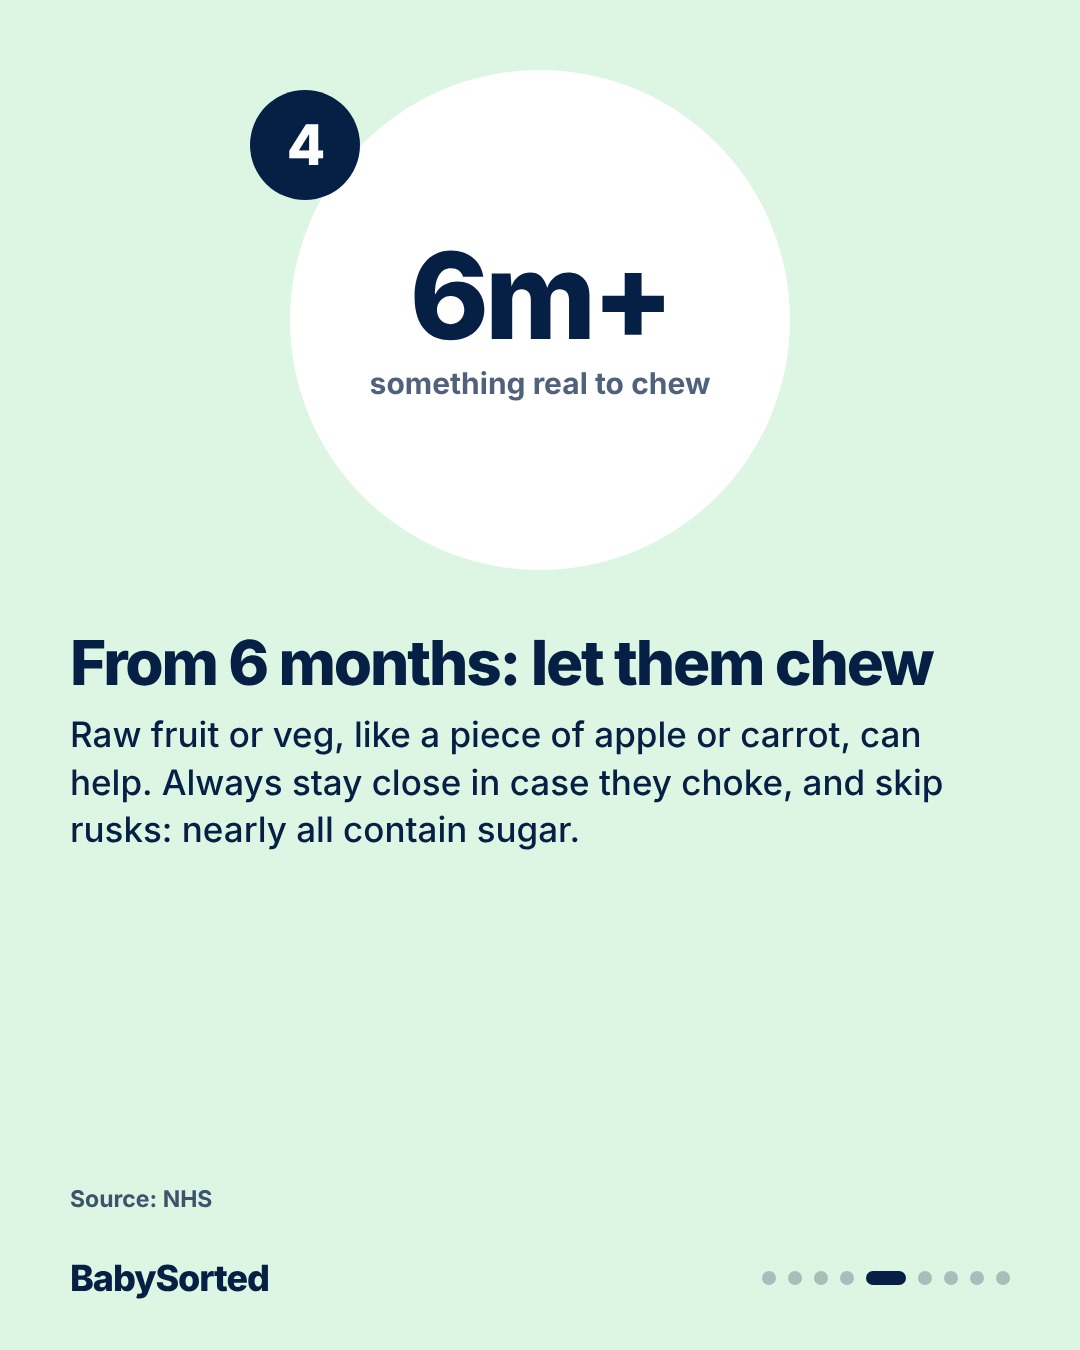 4
6m+
something real to chew
From 6 months: let them chew
Raw fruit or veg, like a piece of apple or carrot, can
help. Always stay close in case they choke, and skip
rusks: nearly all contain sugar.
Source: NHS
BabySorted